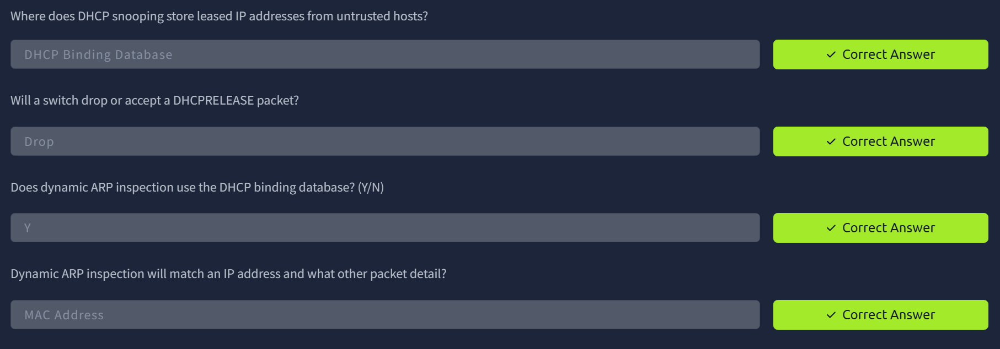 Where does DHCP snooping store leased IP addresses from untrusted hosts?
DHCP Binding Database
✓ Correct Answer
Will a switch drop or accept a DHCPRELEASE packet?
Drop
✓ Correct Answer
Does dynamic ARP inspection use the DHCP binding database? (Y/N)
Y
✓ Correct Answer
Dynamic ARP inspection will match an IP address and what other packet detail?
MAC Address
✓ Correct Answer